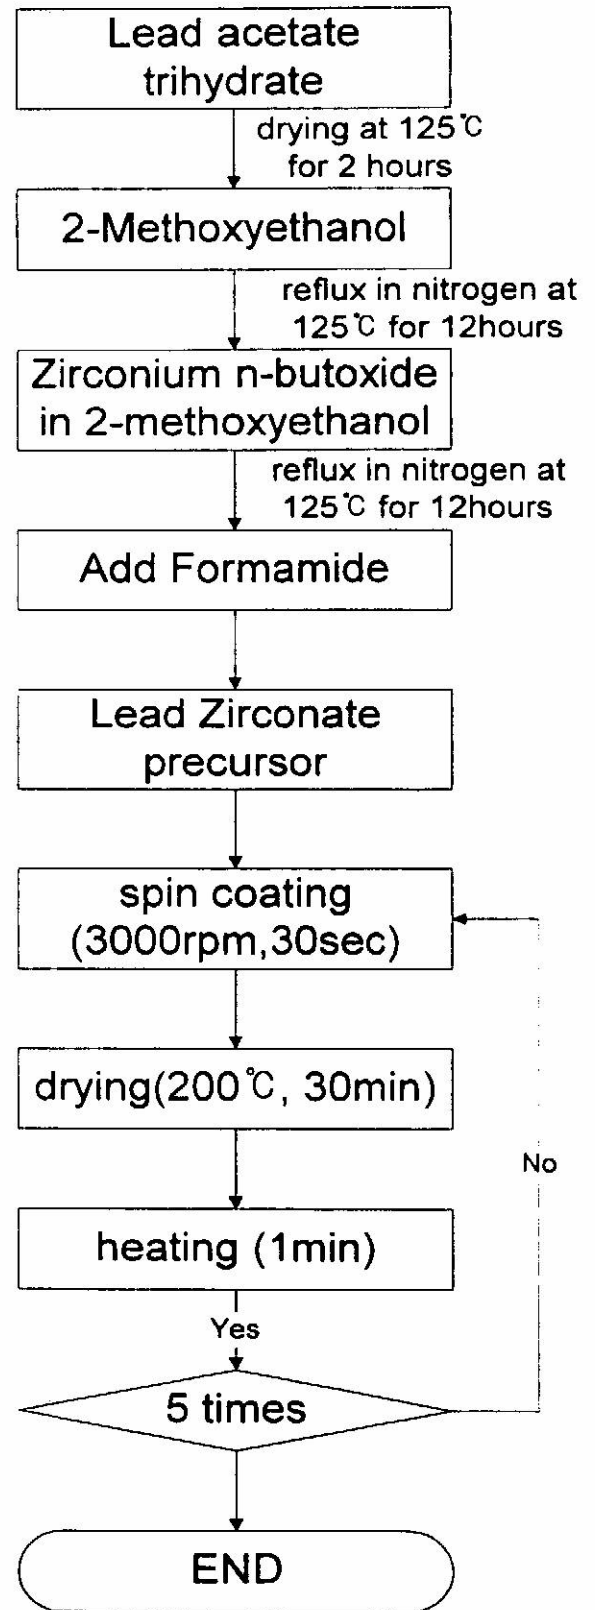 Lead acetate
trihydrate
drying at 125℃
for 2 hours
2-Methoxyethanol
reflux in nitrogen at
125℃ for 12hours
Zirconium n-butoxide
in 2-methoxyethanol
reflux in nitrogen at
125℃ for 12hours
Add Formamide
Lead Zirconate
precursor
spin coating
(3000rpm,30sec)
drying(200℃, 30min)
No
heating (1min)
Yes
5 times
END